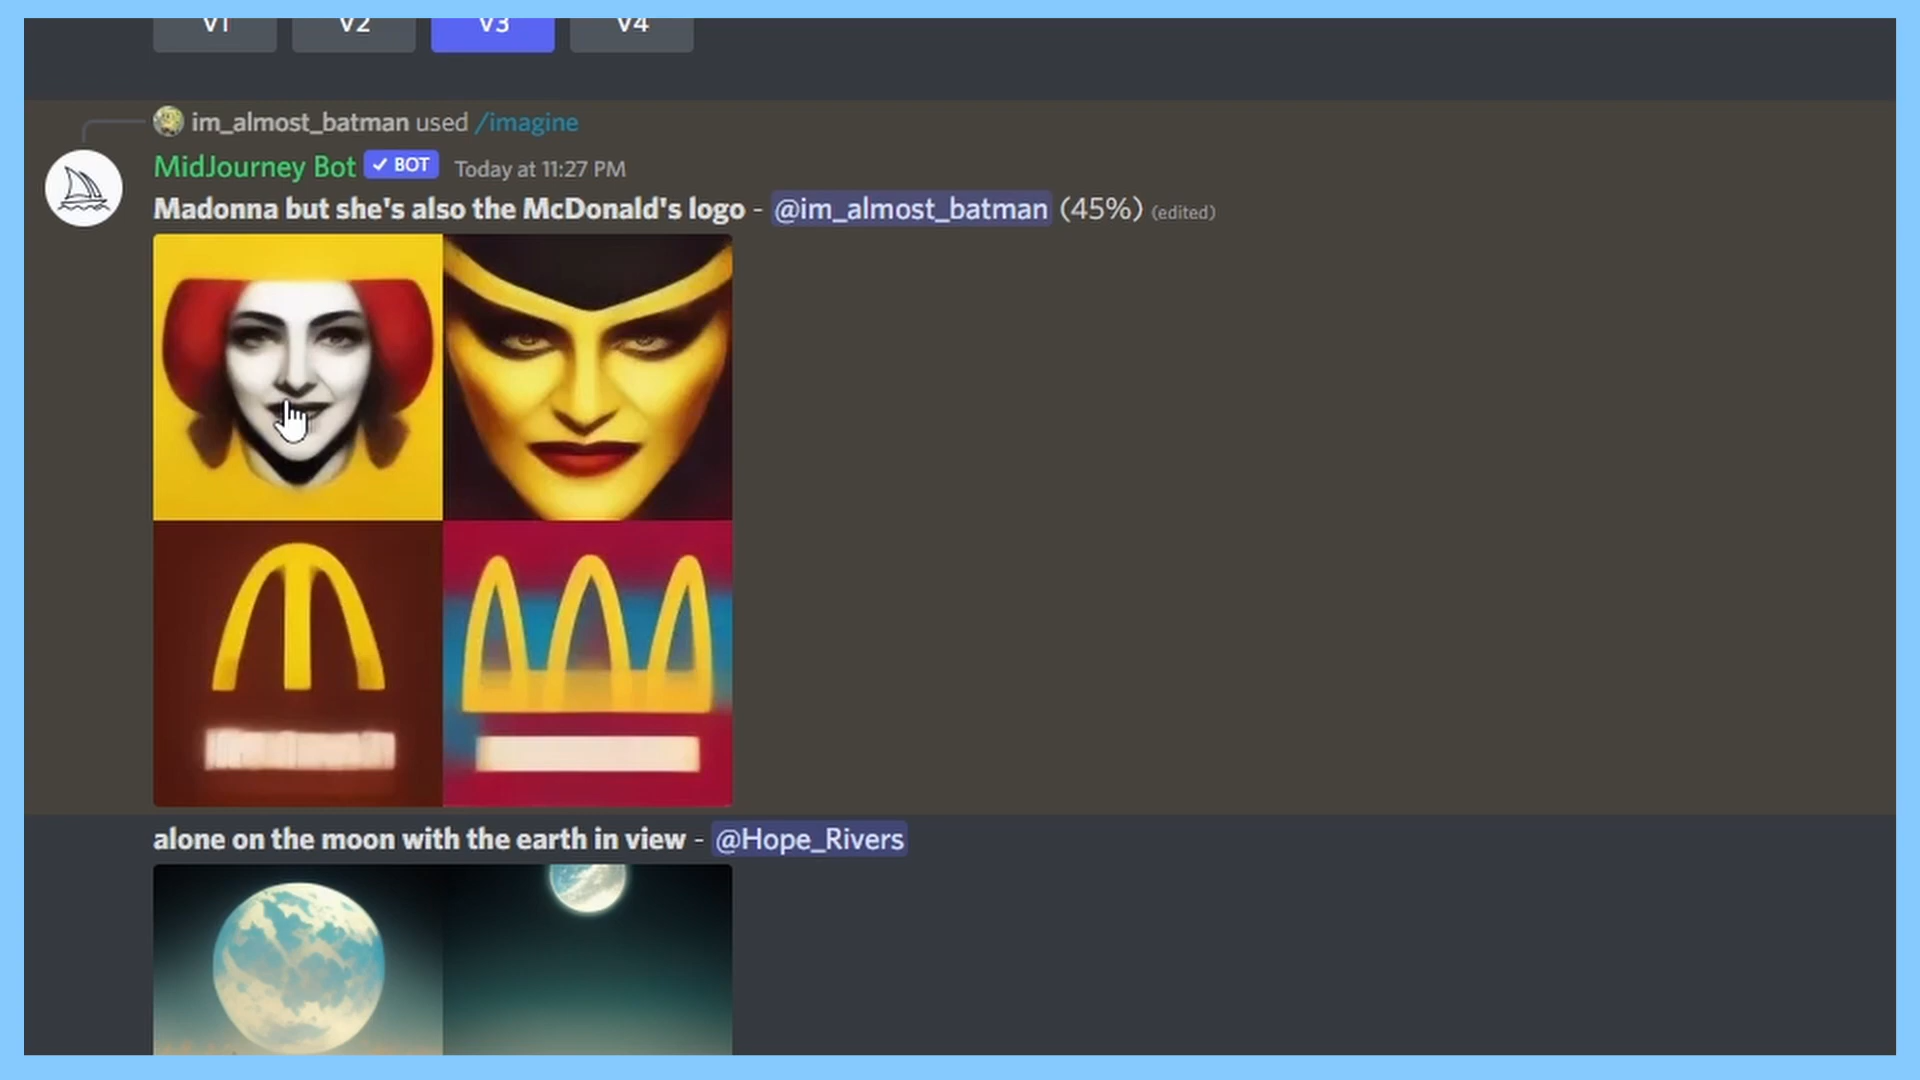 V1 V2 V3 V4
im_almost_batman used /imagine
MidJourney Bot BOT Today at 11:27 PM
Madonna but she's also the McDonald's logo - @im_almost_batman (45%) (edited)
alone on the moon with the earth in view - @Hope_Rivers